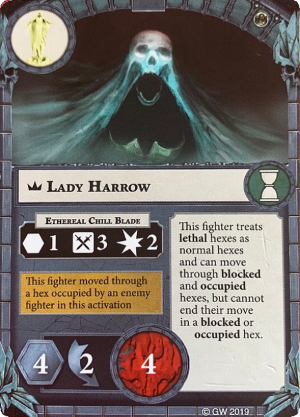 Lady Harrow
Ethereal Chill Blade
1 3 2
This fighter moved through
a hex occupied by an enemy
fighter in this activation
This fighter treats
lethal hexes as
normal hexes
and can move
through blocked
and occupied
hexes, but cannot
end their move
in a blocked or
occupied hex.
4 2 4
© GW 2019